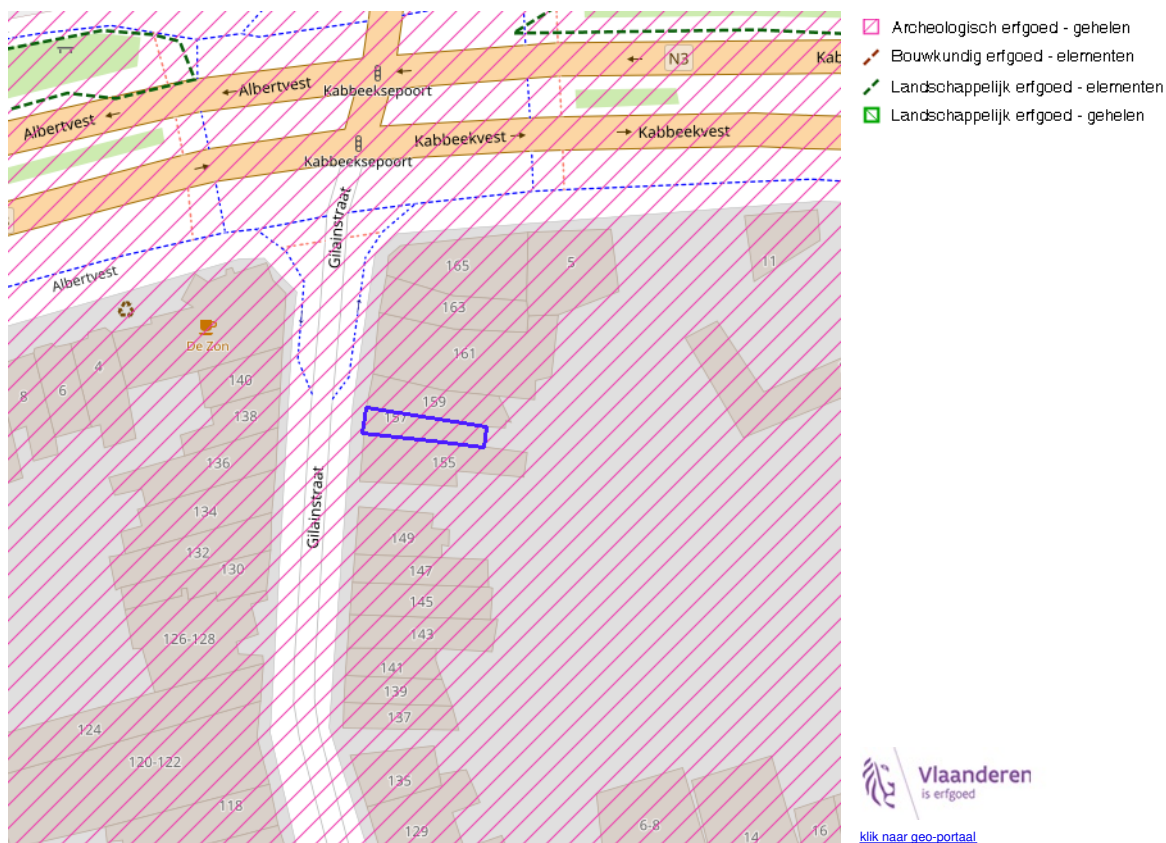 Archeologisch erfgoed - gehelen
Bouwkundig erfgoed - elementen
Landschappelijk erfgoed - elementen
Landschappelijk erfgoed - gehelen
N3
Kab
Albertvest
Kabbeeksepoort
Albertvest
Kabbeekvest
Kabbeekvest
Kabbeeksepoort
Gilainstraat
Albertvest
165
5
11
163
De Zon
161
4
140
6
8
159
138
157
136
155
134
Gilainstraat
149
132
130
147
145
126-128
143
141
139
137
124
120-122
135
118
6-8
129
14
16
Vlaanderen
is erfgoed
klik naar geo-portaal